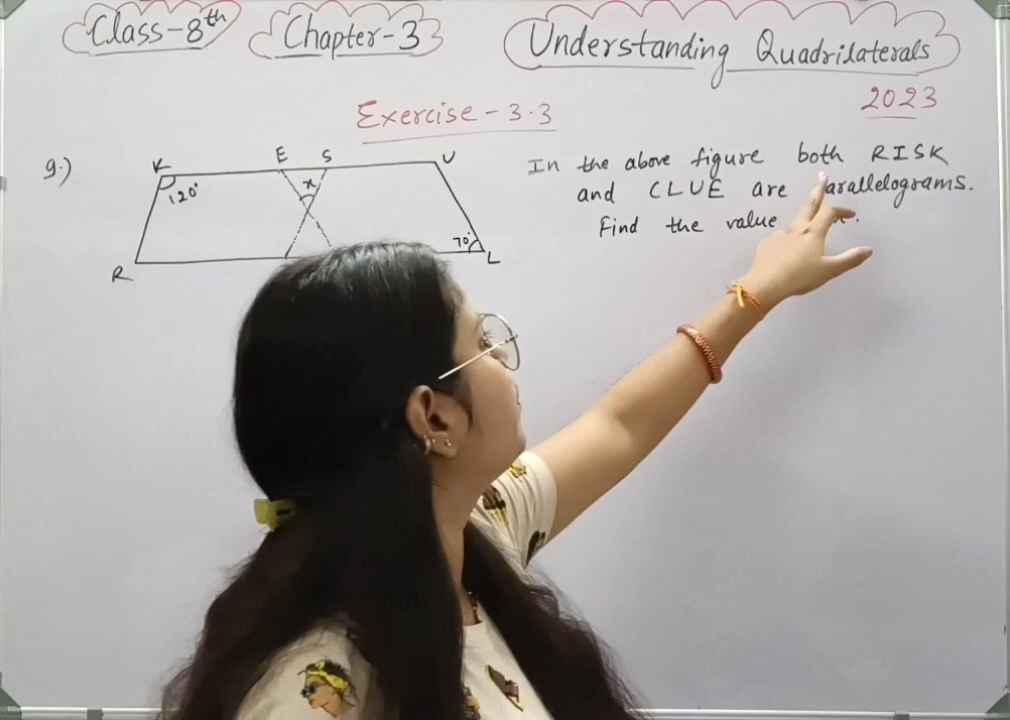 Class-8th Chapter-3 Understanding Quadrilaterals
2023
Exercise-3.3
9.)
K E S U
120° x
70°
R L
In the above figure both RISK
and CLUE are parallelograms.
Find the value x.